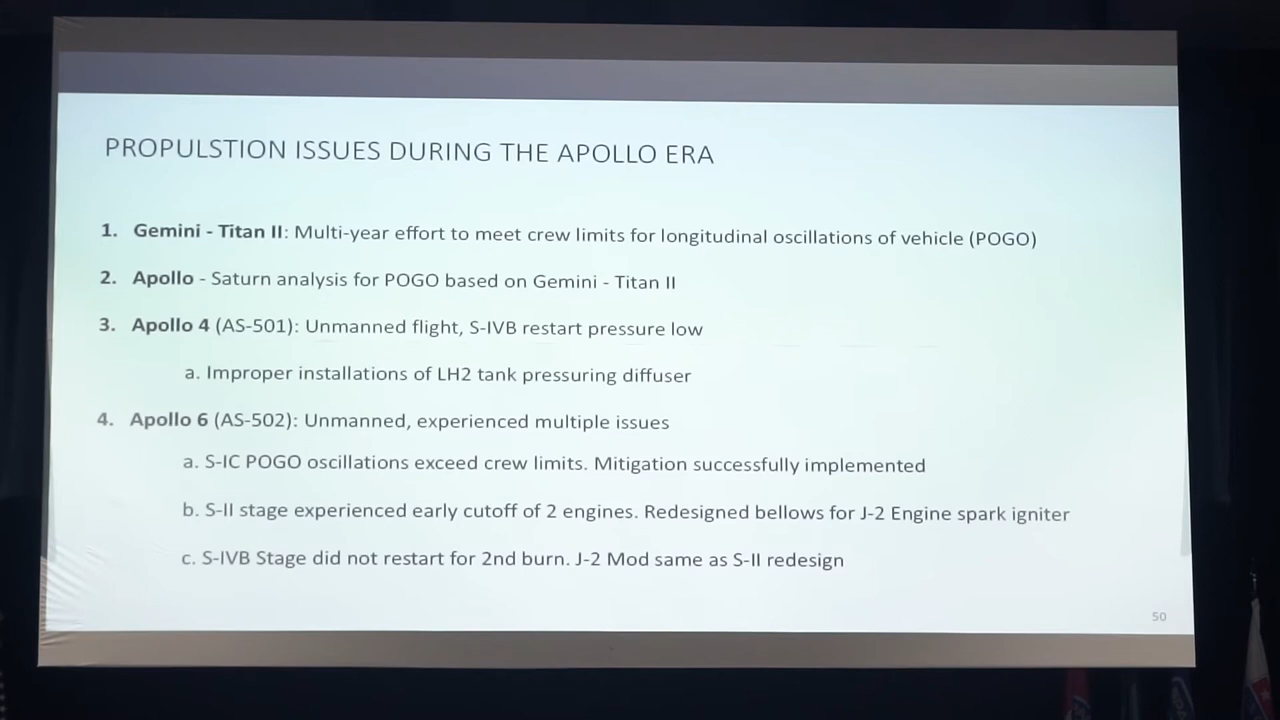 PROPULSTION ISSUES DURING THE APOLLO ERA
1. Gemini - Titan II: Multi-year effort to meet crew limits for longitudinal oscillations of vehicle (POGO)
2. Apollo - Saturn analysis for POGO based on Gemini - Titan II
3. Apollo 4 (AS-501): Unmanned flight, S-IVB restart pressure low
a. Improper installations of LH2 tank pressuring diffuser
4. Apollo 6 (AS-502): Unmanned, experienced multiple issues
a. S-IC POGO oscillations exceed crew limits. Mitigation successfully implemented
b. S-II stage experienced early cutoff of 2 engines. Redesigned bellows for J-2 Engine spark igniter
c. S-IVB Stage did not restart for 2nd burn. J-2 Mod same as S-II redesign
50